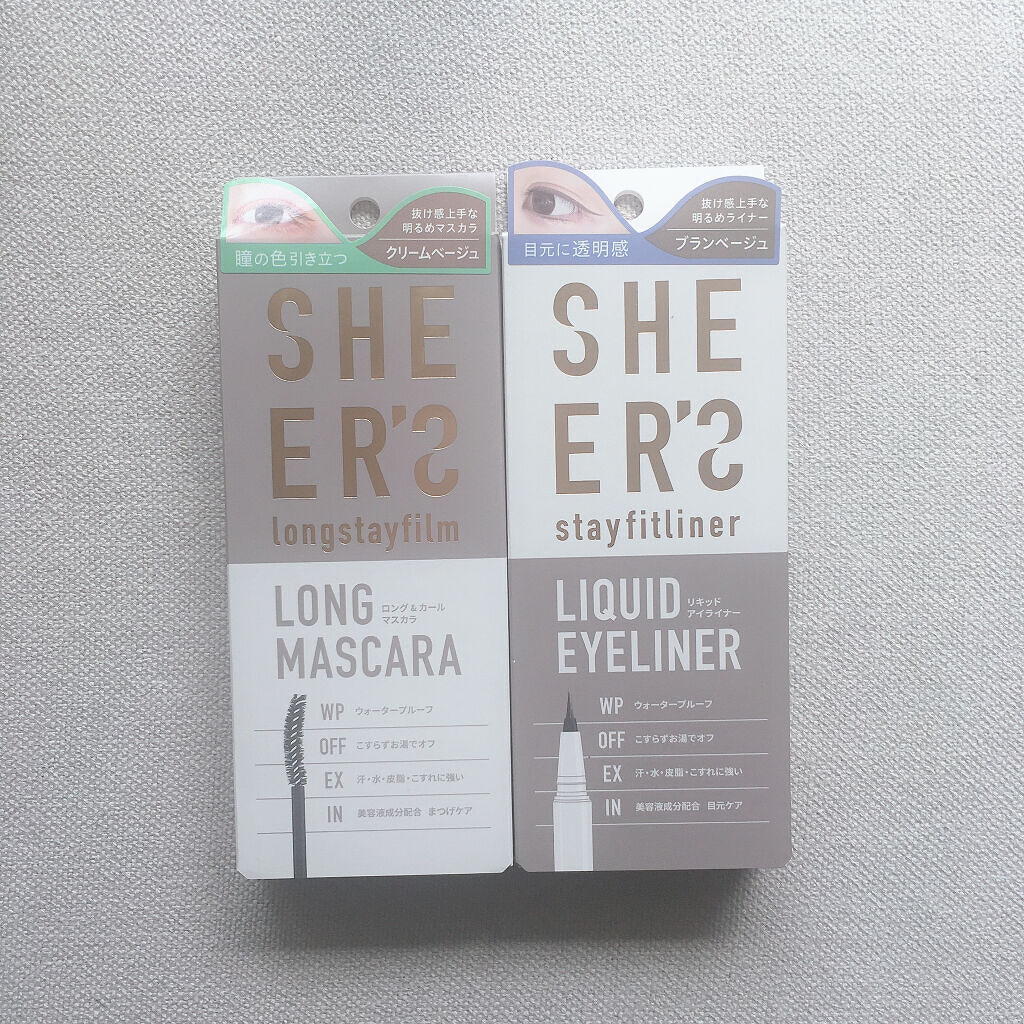 瞳の色引き立つ
抜け感上手な
明るめマスカラ
クリームベージュ
SHE
ER'S
longstayfilm
LONG
ロング&カール
マスカラ
MASCARA
WP ウォータープルーフ
OFF こすらずお湯でオフ
EX 汗・水・皮脂・こすれに強い
IN 美容液成分配合 まつげケア
目元に透明感
抜け感上手な
明るめライナー
ブランベージュ
SHE
ER'S
stayfitliner
LIQUID
リキッド
アイライナー
EYELINER
WP ウォータープルーフ
OFF こすらずお湯でオフ
EX 汗・水・皮脂・こすれに強い
IN 美容液成分配合 目元ケア